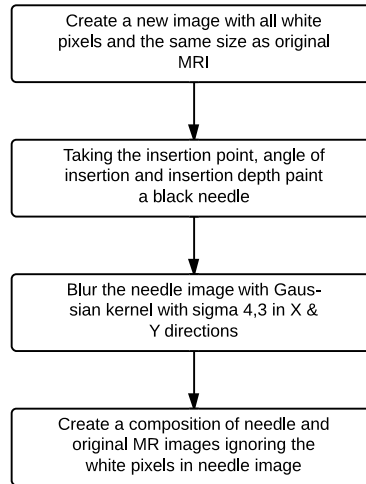 Create a new image with all white
pixels and the same size as original
MRI
Taking the insertion point, angle of
insertion and insertion depth paint
a black needle
Blur the needle image with Gaus-
sian kernel with sigma 4,3 in X &
Y directions
Create a composition of needle and
original MR images ignoring the
white pixels in needle image